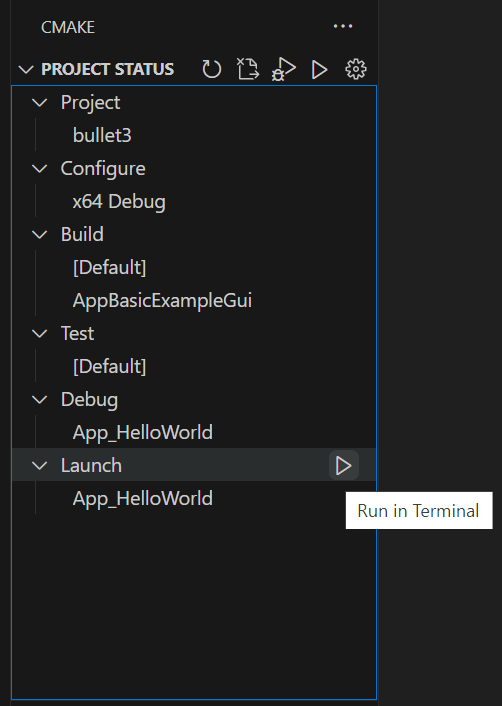 CMAKE
PROJECT STATUS
Project
bullet3
Configure
x64 Debug
Build
[Default]
AppBasicExampleGui
Test
[Default]
Debug
App_HelloWorld
Launch
App_HelloWorld
Run in Terminal